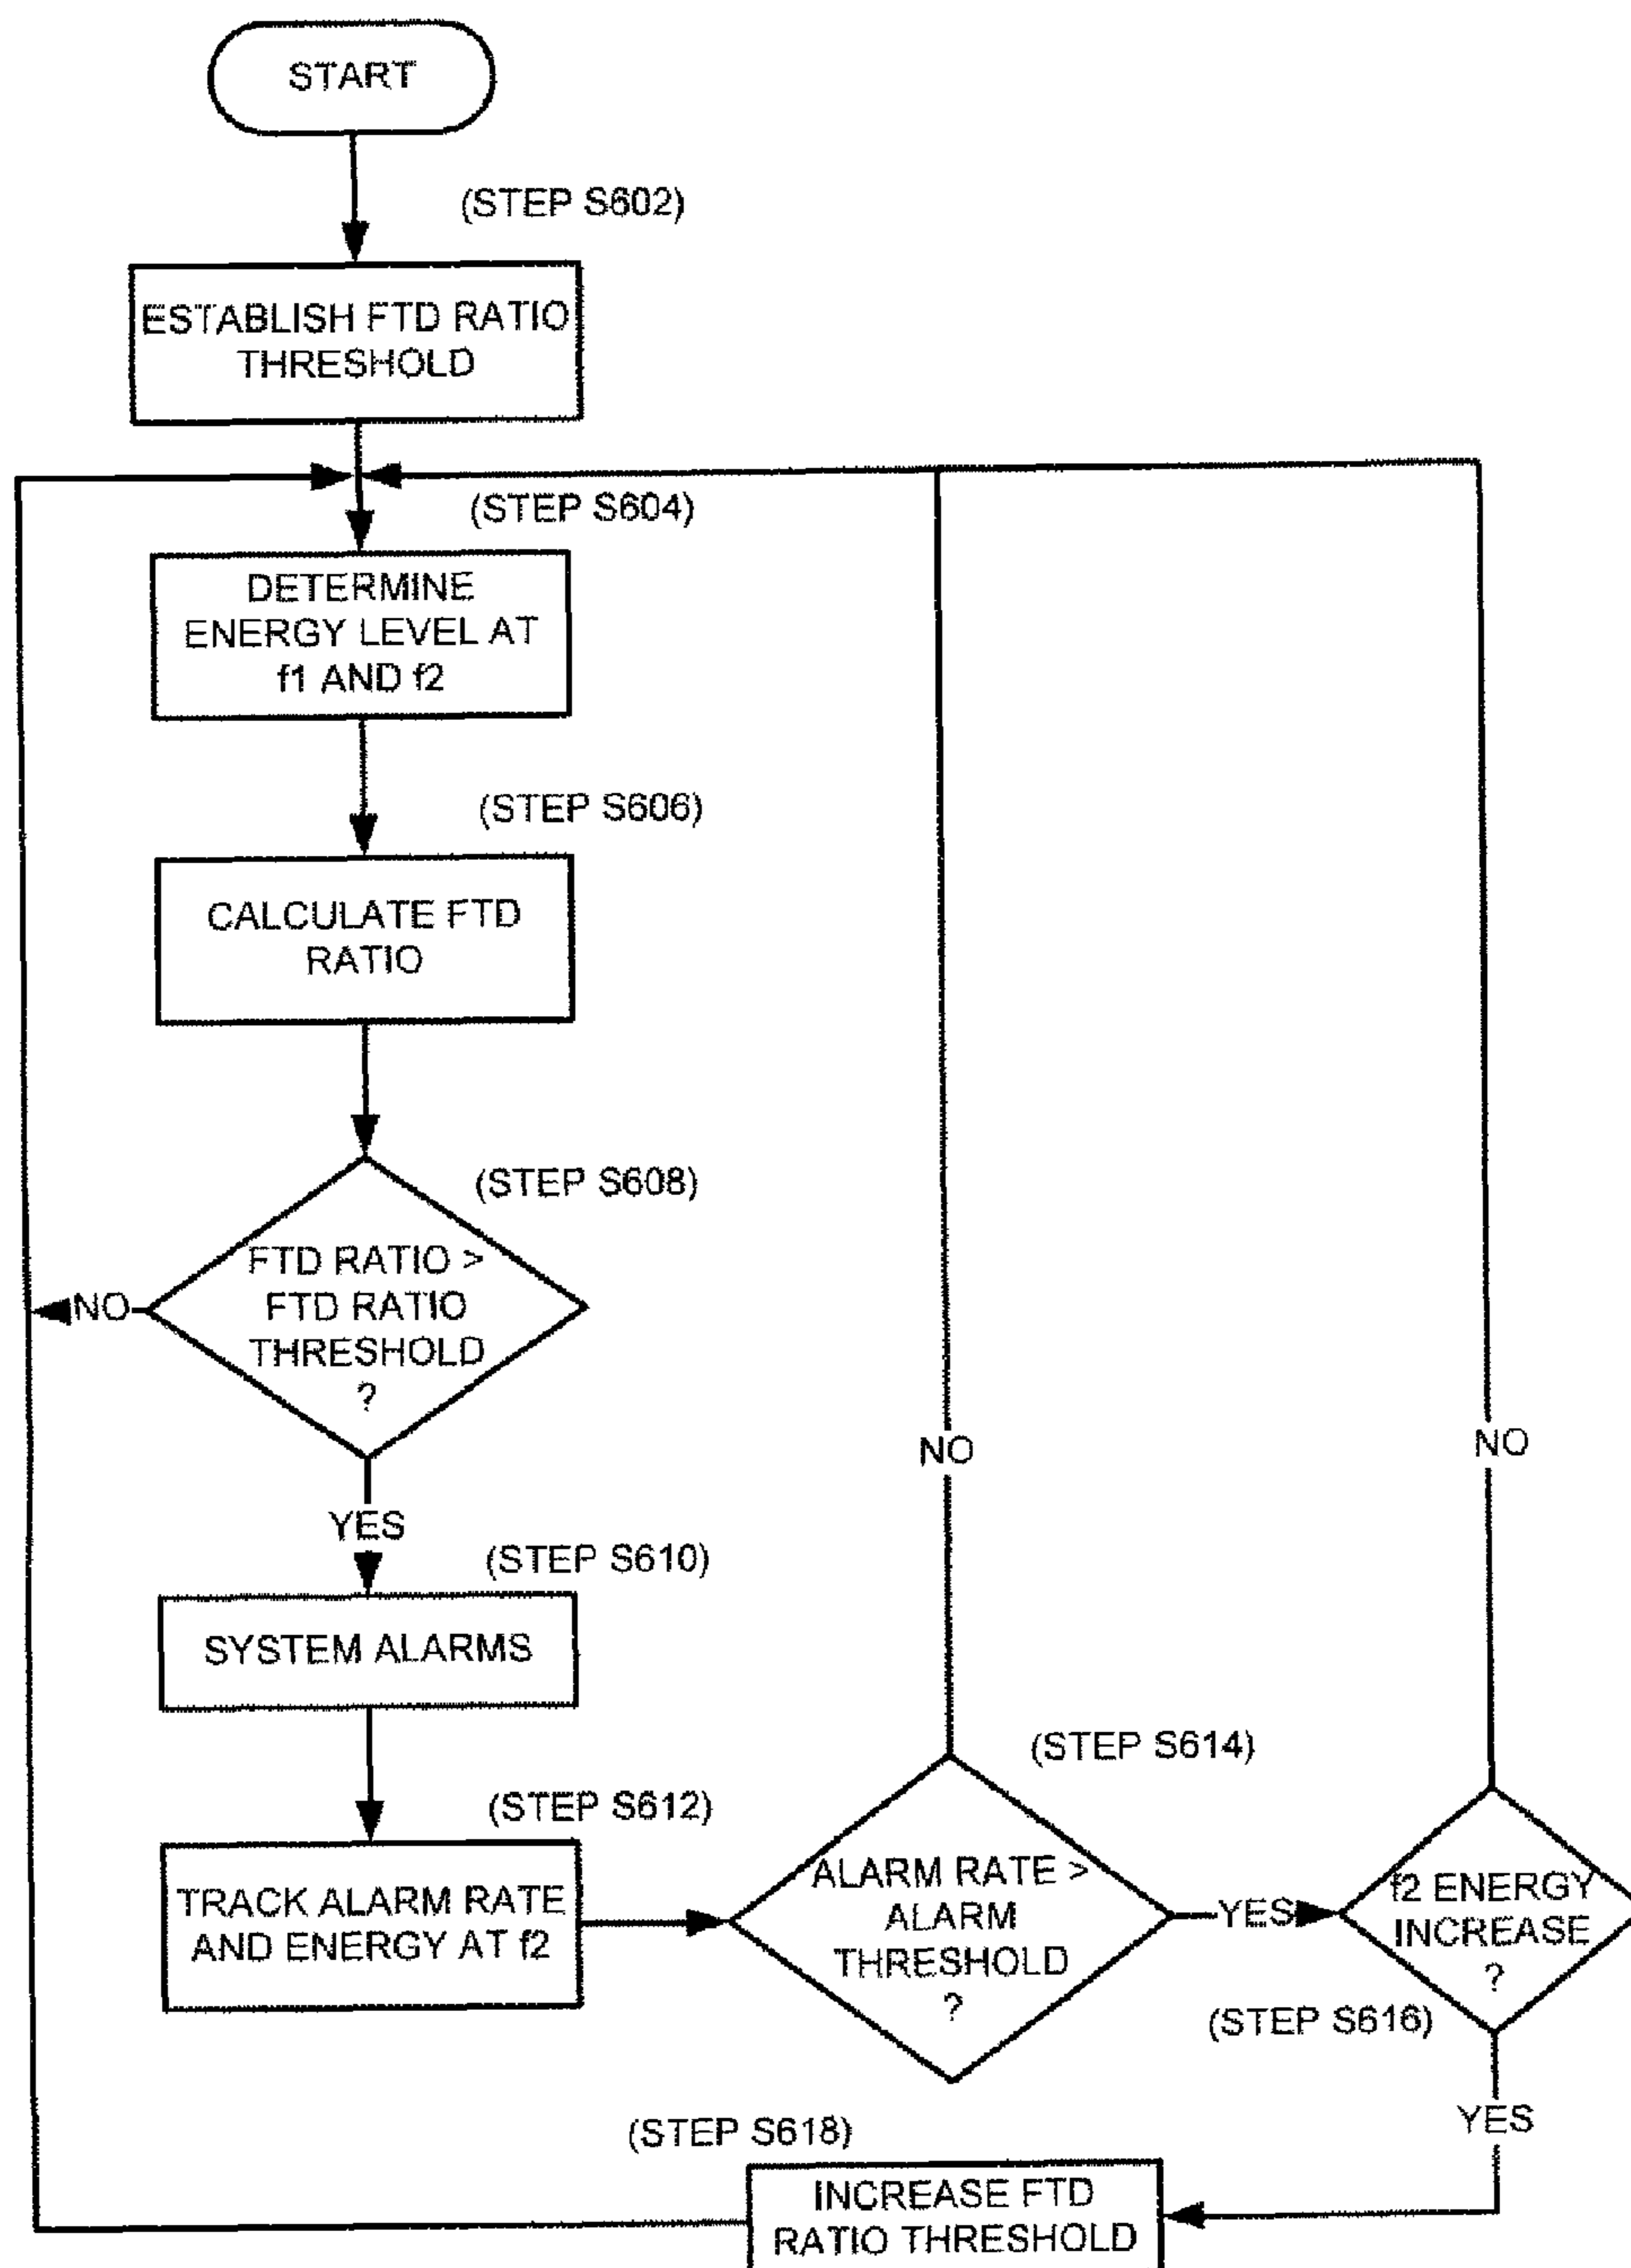 START
(STEP S602)
ESTABLISH FTD RATIO
THRESHOLD
(STEP S604)
DETERMINE
ENERGY LEVEL AT
f1 AND f2
(STEP S606)
CALCULATE FTD
RATIO
(STEP S608)
FTD RATIO >
FTD RATIO
THRESHOLD
?
NO
YES
(STEP S610)
SYSTEM ALARMS
(STEP S612)
TRACK ALARM RATE
AND ENERGY AT f2
(STEP S614)
ALARM RATE >
ALARM
THRESHOLD
?
NO
YES
f2 ENERGY
INCREASE
?
(STEP S616)
NO
YES
(STEP S618)
INCREASE FTD
RATIO THRESHOLD